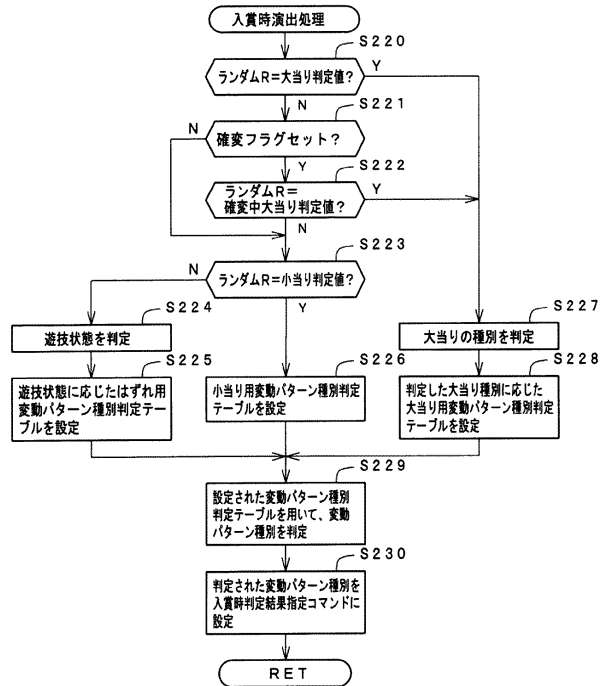 入賞時演出処理
S220
ランダムR=大当り判定値?
Y
N
S221
確変フラグセット?
N
Y
S222
ランダムR=
確変中大当り判定値?
Y
N
S223
ランダムR=小当り判定値?
N
Y
S224
遊技状態を判定
S227
大当りの種別を判定
S225
遊技状態に応じたはずれ用
変動パターン種別判定テー
ブルを設定
S226
小当り用変動パターン種別判定
テーブルを設定
S228
判定した大当り種別に応じた
大当り用変動パターン種別判定
テーブルを設定
S229
設定された変動パターン種別
判定テーブルを用いて、変動
パターン種別を判定
S230
判定された変動パターン種別を
入賞時判定結果指定コマンドに
設定
RET